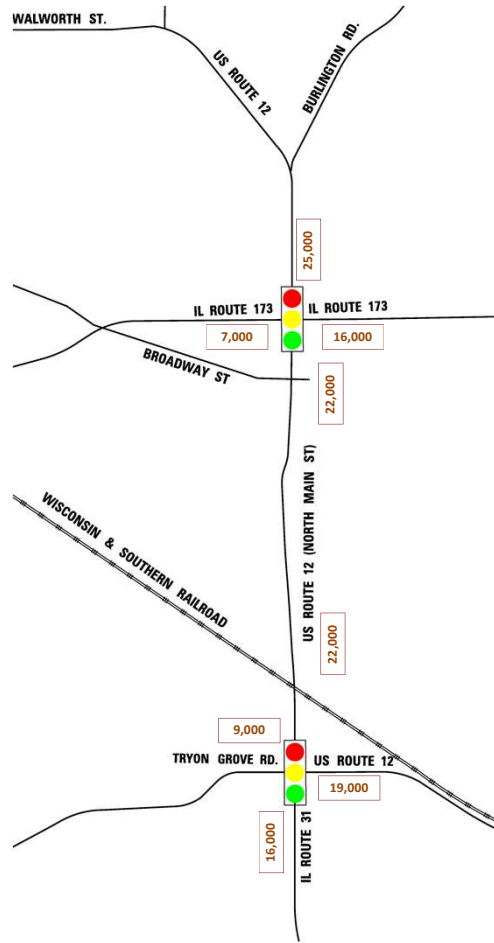 WALWORTH ST.
US ROUTE 12
BURLINGTON RD.
25,000
IL ROUTE 173
IL ROUTE 173
7,000
16,000
BROADWAY ST
22,000
US ROUTE 12 (NORTH MAIN ST)
WISCONSIN & SOUTHERN RAILROAD
22,000
9,000
TRYON GROVE RD.
US ROUTE 12
19,000
16,000
IL ROUTE 31